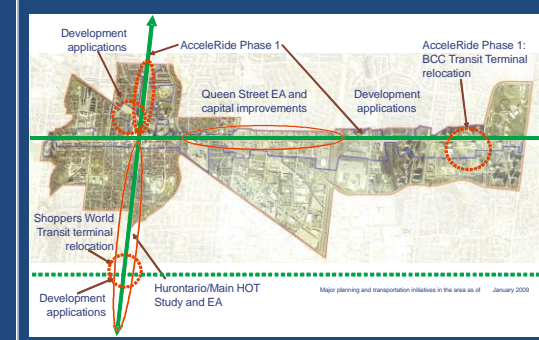 Development
applications
AcceleRide Phase 1
AcceleRide Phase 1:
BCC Transit Terminal
relocation
Queen Street EA and
capital improvements
Development
applications
Shoppers World
Transit terminal
relocation
Development
applications
Hurontario/Main HOT
Study and EA
Major planning and transportation initiatives in the area as of January 2009